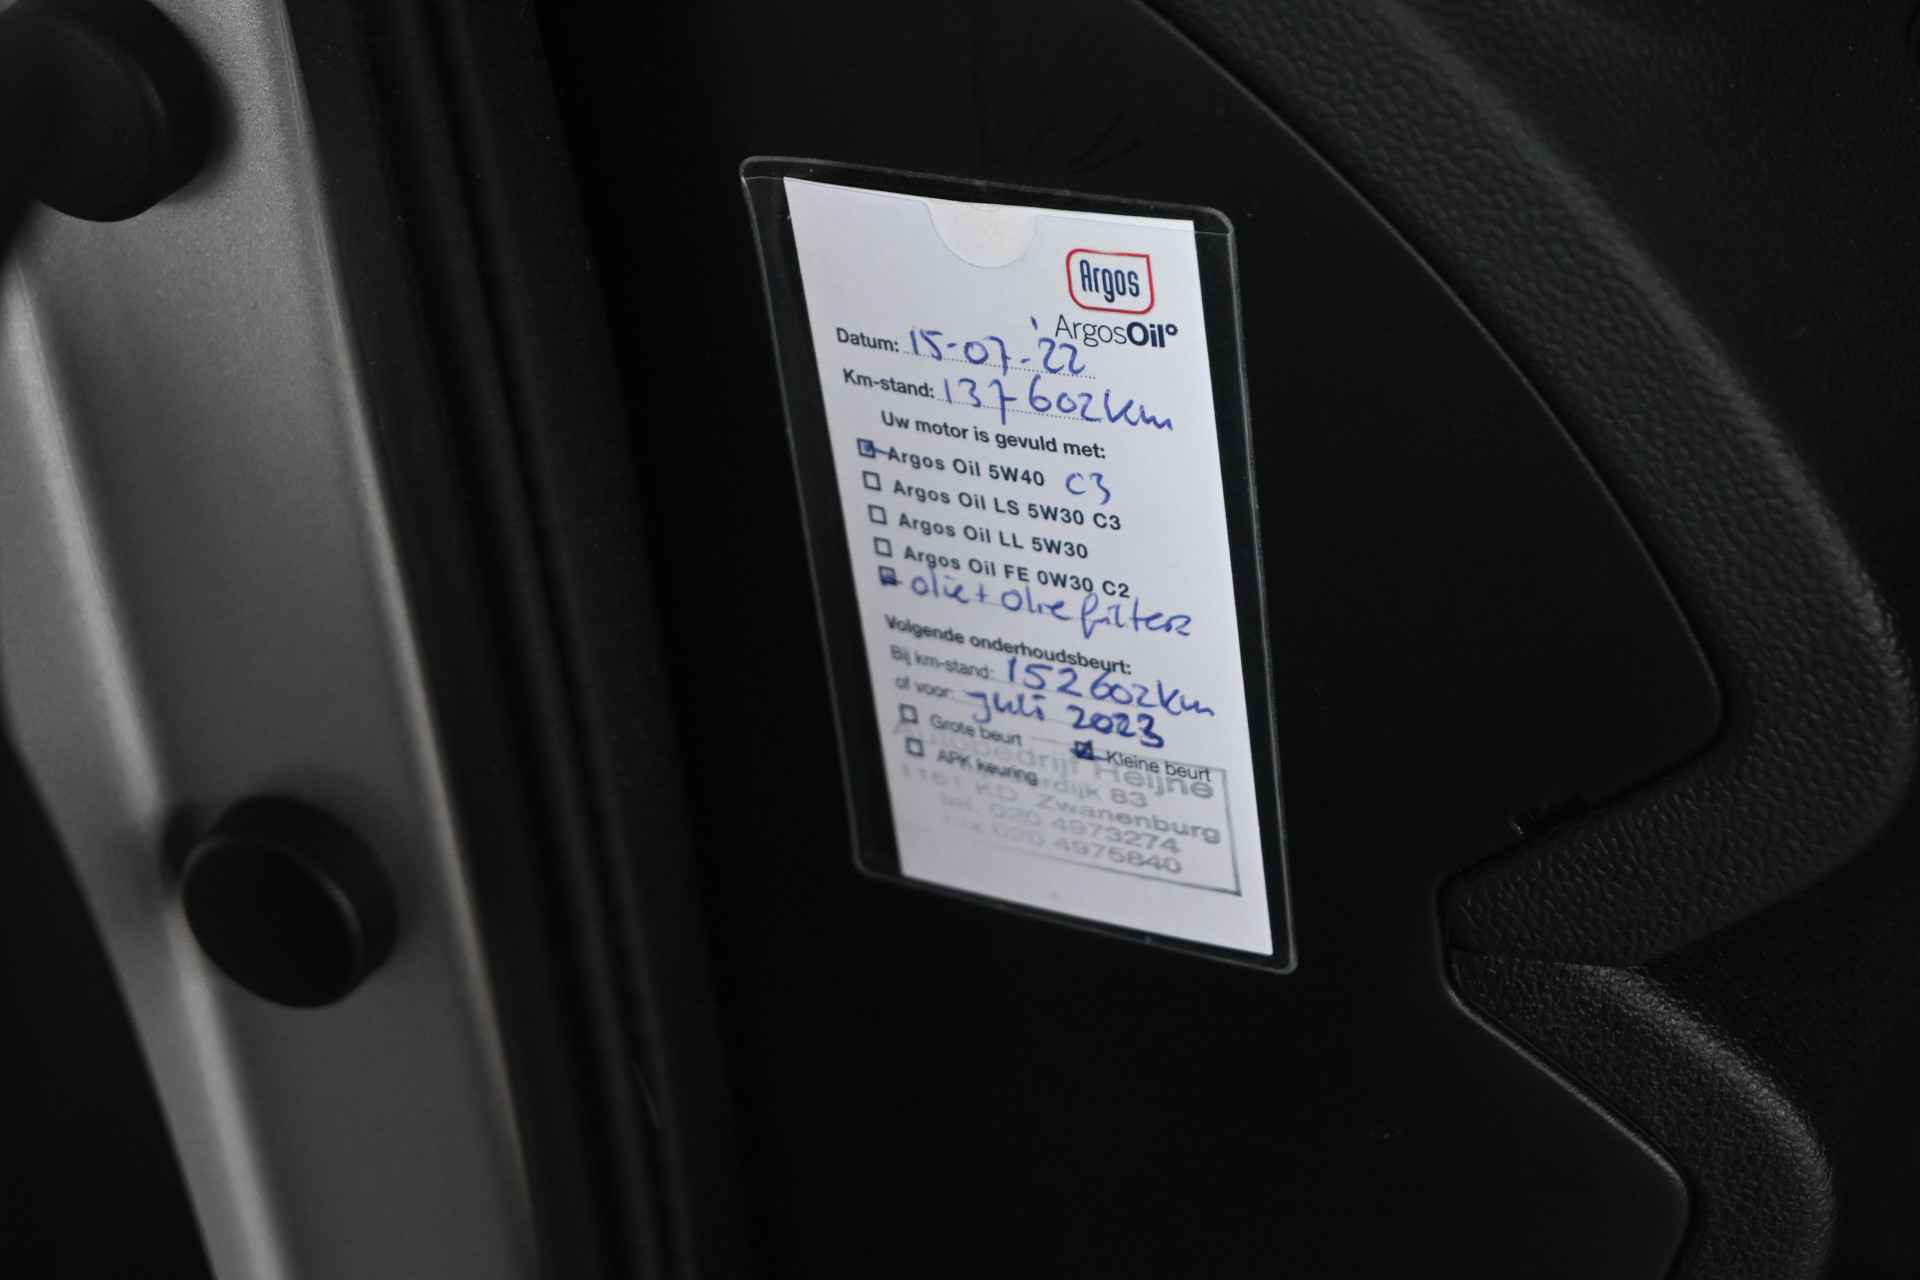 Argos
ArgosOil°
Datum: 15-07-'22
Km-stand: 137602km
Uw motor is gevuld met:
Argos Oil 5W40 C3
Argos Oil LS 5W30 C3
Argos Oil LL 5W30
Argos Oil FE 0W30 C2
olie + oliefilter
Volgende onderhoudsbeurt:
Bij km-stand: 152602km
of voor: juli 2023
Grote beurt Kleine beurt
APK keuring
Autobedrijf Heijne
dijk 83
1161 KD Zwanenburg
tel. 020 4973274
fax 020 4975840